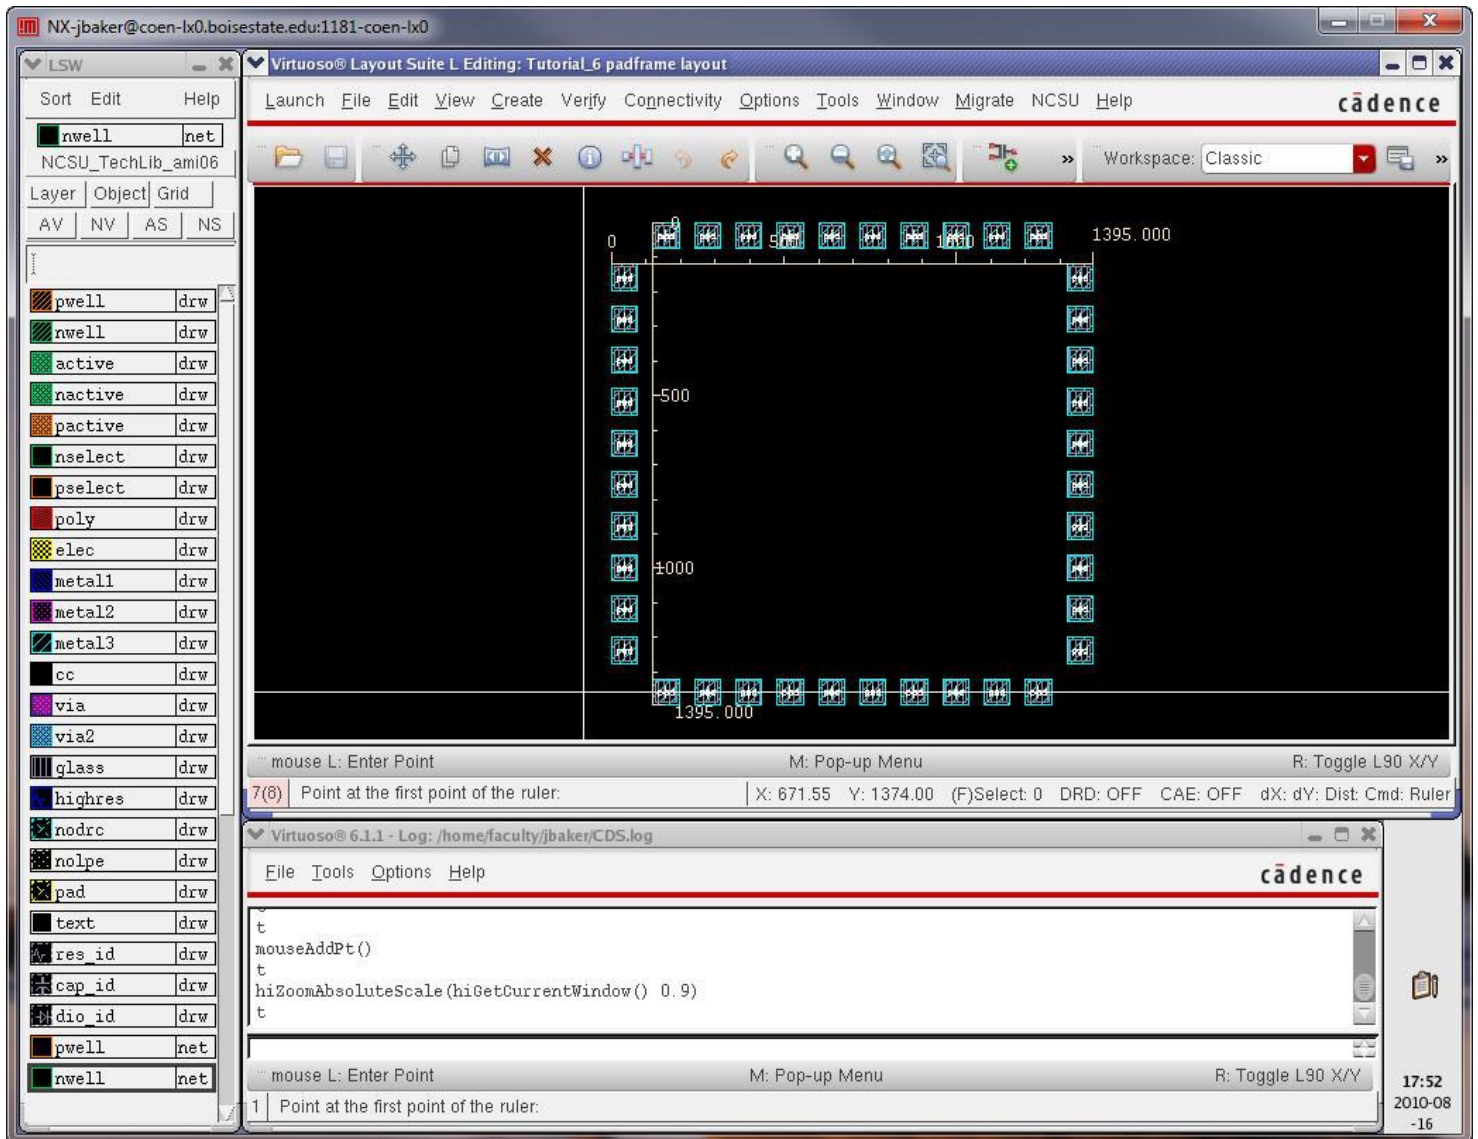 NX-jbaker@coen-lx0.boisestate.edu:1181-coen-lx0
LSW
Sort Edit Help
nwell net
NCSU_TechLib_ami06
Layer Object Grid
AV NV AS NS
pwell drw
nwell drw
active drw
nactive drw
pactive drw
nselect drw
pselect drw
poly drw
elec drw
metal1 drw
metal2 drw
metal3 drw
cc drw
via drw
via2 drw
glass drw
highres drw
nodrc drw
nolpe drw
pad drw
text drw
res_id drw
cap_id drw
dio_id drw
pwell net
nwell net
Virtuoso® Layout Suite L Editing: Tutorial_6 padframe layout
Launch File Edit View Create Verify Connectivity Options Tools Window Migrate NCSU Help
cādence
» Workspace: Classic »
0 0 500 1000 1395.000
500
1000
1395.000
mouse L: Enter Point M: Pop-up Menu R: Toggle L90 X/Y
7(8) Point at the first point of the ruler: X: 671.55 Y: 1374.00 (F)Select: 0 DRD: OFF CAE: OFF dX: dY: Dist: Cmd: Ruler
Virtuoso® 6.1.1 - Log: /home/faculty/jbaker/CDS.log
File Tools Options Help
cādence
t
mouseAddPt()
t
hiZoomAbsoluteScale(hiGetCurrentWindow() 0.9)
t
mouse L: Enter Point M: Pop-up Menu R: Toggle L90 X/Y
1 Point at the first point of the ruler:
17:52
2010-08
-16